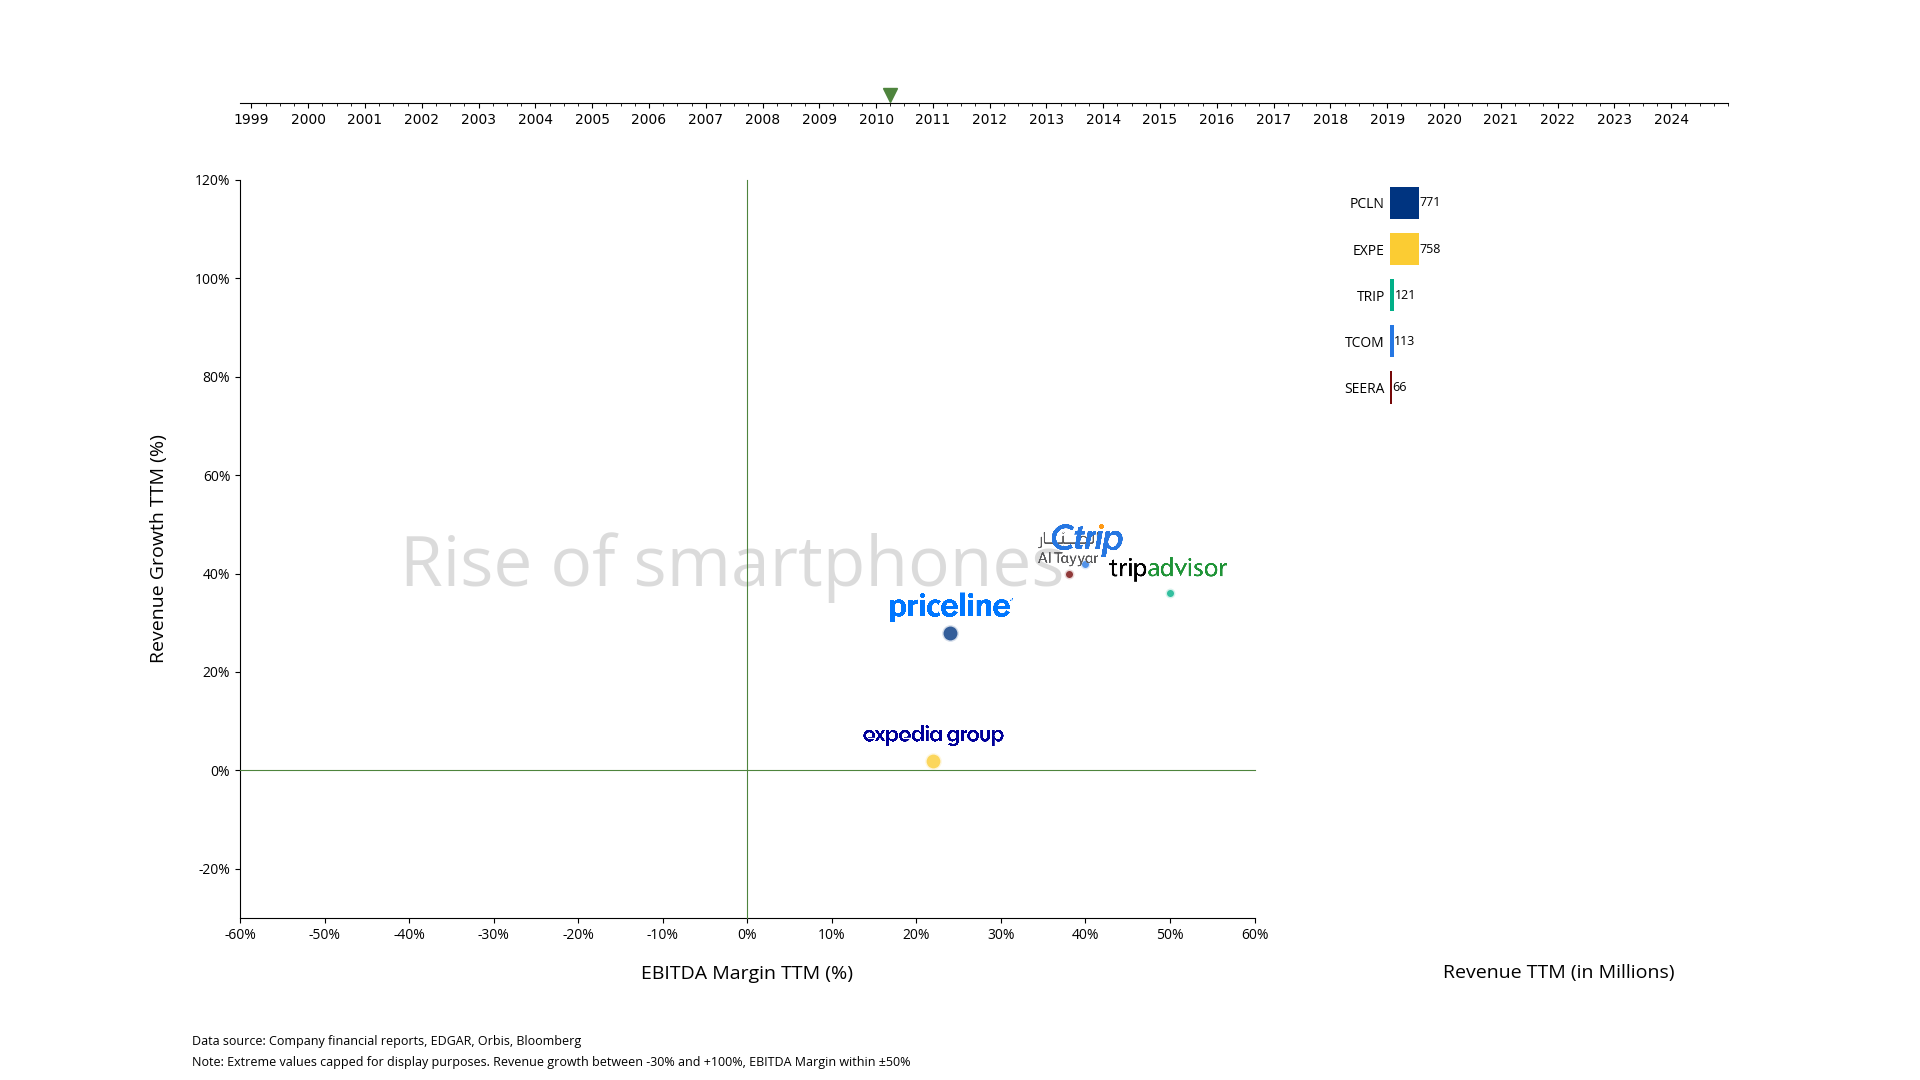 1999 2000 2001 2002 2003 2004 2005 2006 2007 2008 2009 2010 2011 2012 2013 2014 2015 2016 2017 2018 2019 2020 2021 2022 2023 2024
120%
100%
80%
60%
40%
20%
0%
-20%
Revenue Growth TTM (%)
Rise of smartphones
Ctrip
Al Tayyar
tripadvisor
priceline
expedia group
-60% -50% -40% -30% -20% -10% 0% 10% 20% 30% 40% 50% 60%
EBITDA Margin TTM (%)
PCLN 771
EXPE 758
TRIP 121
TCOM 113
SEERA 66
Revenue TTM (in Millions)
Data source: Company financial reports, EDGAR, Orbis, Bloomberg
Note: Extreme values capped for display purposes. Revenue growth between -30% and +100%, EBITDA Margin within ±50%